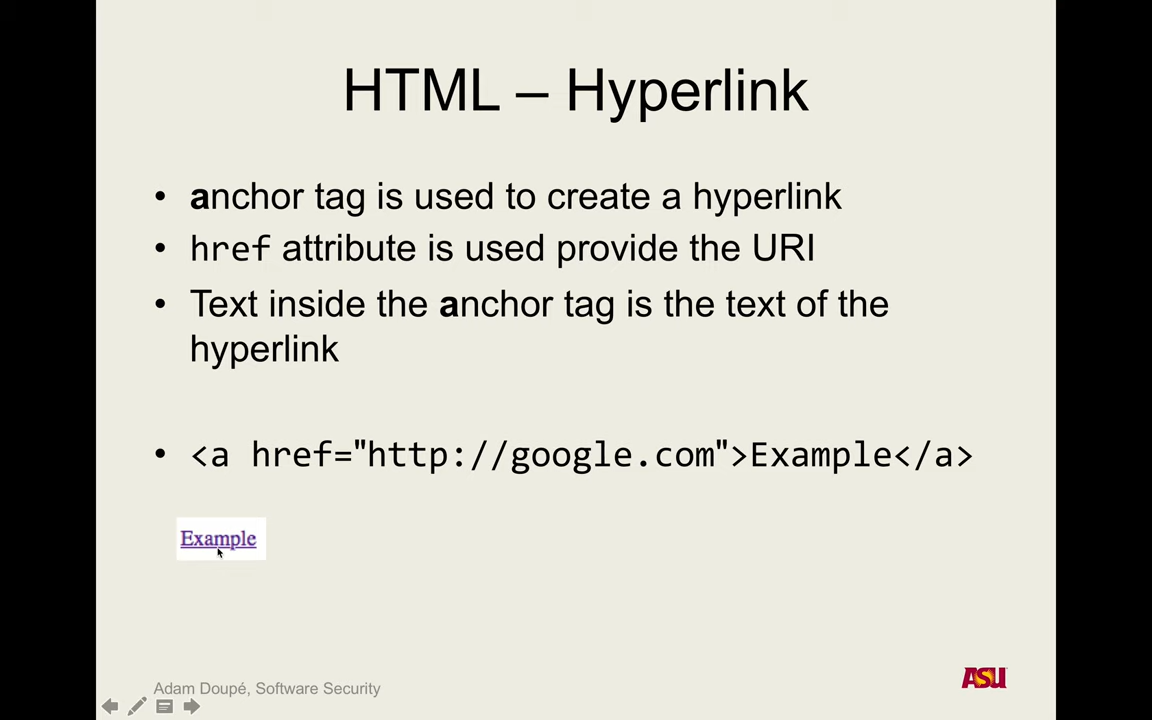 HTML – Hyperlink
• anchor tag is used to create a hyperlink
• href attribute is used provide the URI
• Text inside the anchor tag is the text of the
hyperlink
• <a href="http://google.com">Example</a>
Example
Adam Doupé, Software Security
ASU